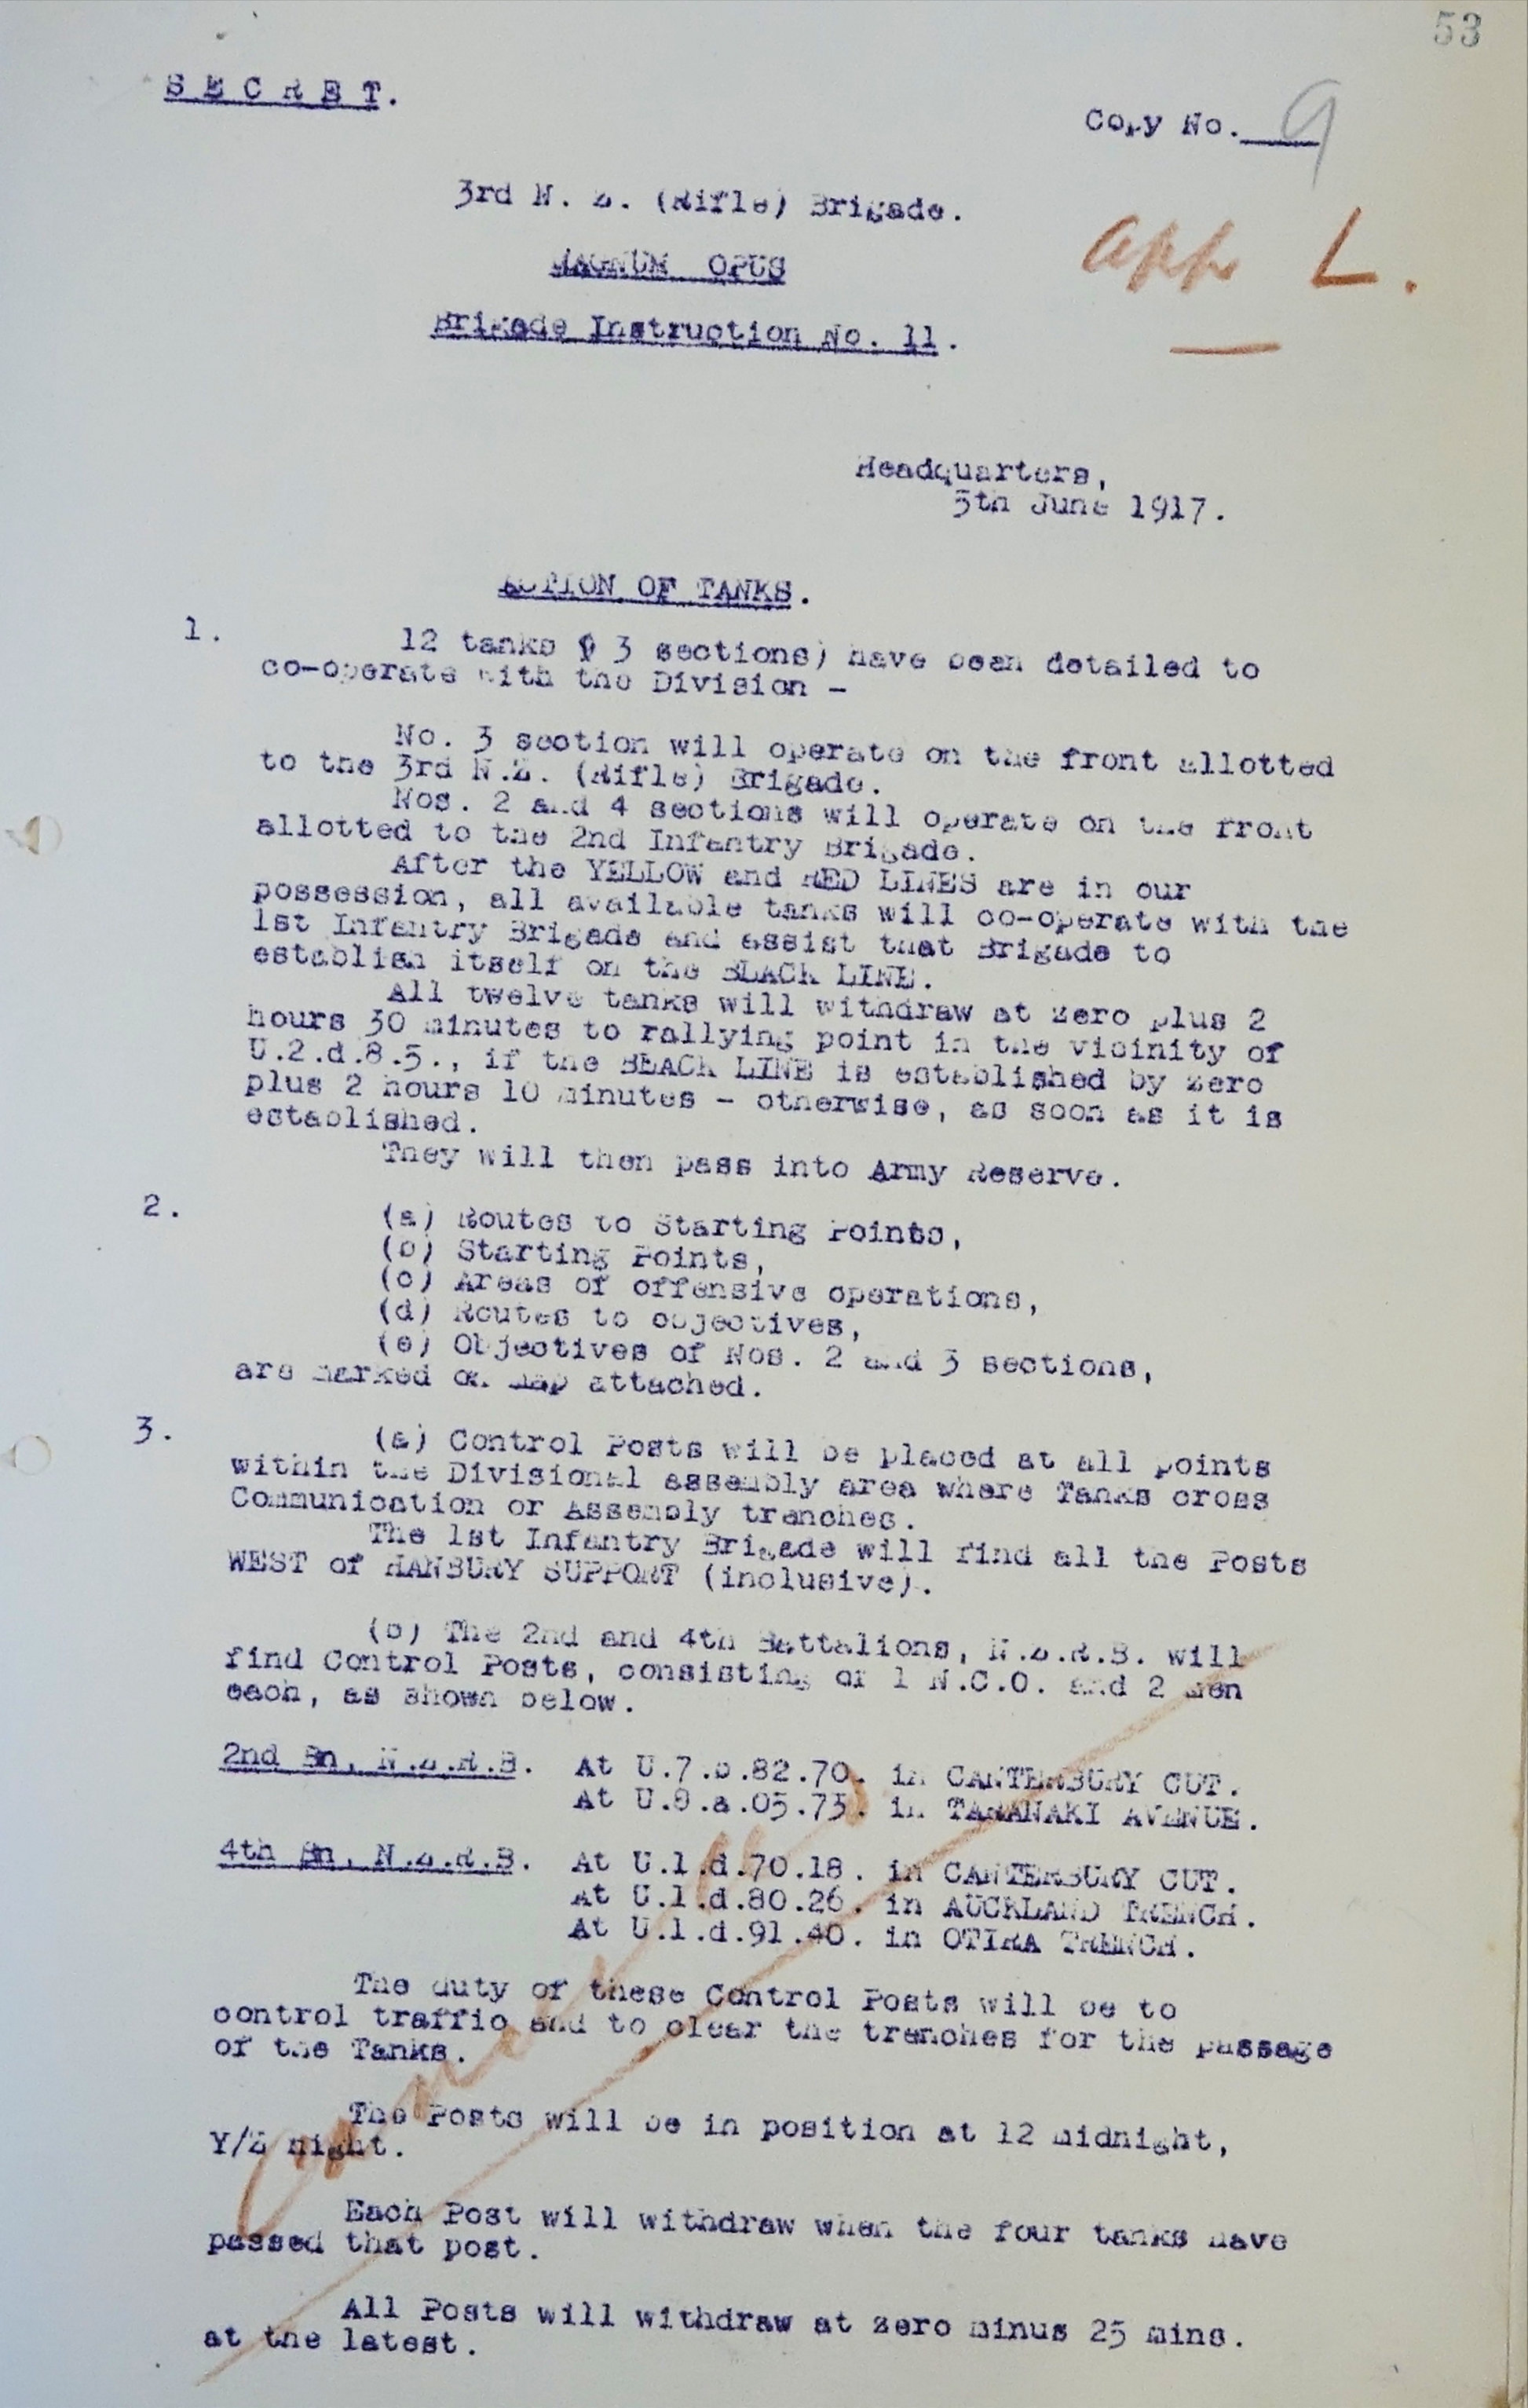 53
S E C R E T.
Copy No. 9
3rd N. Z. (Rifle) Brigade.
App L.
MAGNUM OPUS
Brigade Instruction No. 11.
Headquarters,
5th June 1917.
ACTION OF TANKS.
1. 12 tanks ( 3 sections) have been detailed to
co-operate with the Division -
No. 3 section will operate on the front allotted
to the 3rd N.Z. (Rifle) Brigade.
Nos. 2 and 4 sections will operate on the front
allotted to the 2nd Infantry Brigade.
After the YELLOW and RED LINES are in our
possession, all available tanks will co-operate with the
1st Infantry Brigade and assist that Brigade to
establish itself on the BLACK LINE.
All twelve tanks will withdraw at zero plus 2
hours 30 minutes to rallying point in the vicinity of
U.2.d.8.5., if the BLACK LINE is established by zero
plus 2 hours 10 minutes - otherwise, as soon as it is
established.
They will then pass into Army Reserve.
2. (a) Routes to Starting Points,
(b) Starting Points,
(c) Areas of offensive operations,
(d) Routes to objectives,
(e) Objectives of Nos. 2 and 3 sections,
are marked on map attached.
3. (a) Control Posts will be placed at all points
within the Divisional assembly area where Tanks cross
Communication or Assembly trenches.
The 1st Infantry Brigade will find all the Posts
WEST of HANBURY SUPPORT (inclusive).
(b) The 2nd and 4th Battalions, N.Z.R.B. will
find Control Posts, consisting of 1 N.C.O. and 2 men
each, as shown below.
2nd Bn, N.Z.R.B. At U.7.b.82.70. in CANTERBURY CUT.
At U.8.a.05.75. in TARANAKI AVENUE.
4th Bn, N.Z.R.B. At U.1.d.70.18. in CANTERBURY CUT.
At U.1.d.80.26. in AUCKLAND TRENCH.
At U.1.d.91.40. in OTIRA TRENCH.
The duty of these Control Posts will be to
control traffic and to clear the trenches for the passage
of the Tanks.
The Posts will be in position at 12 midnight,
Y/Z night.
Each Post will withdraw when the four tanks have
passed that post.
All Posts will withdraw at zero minus 25 mins.
at the latest.